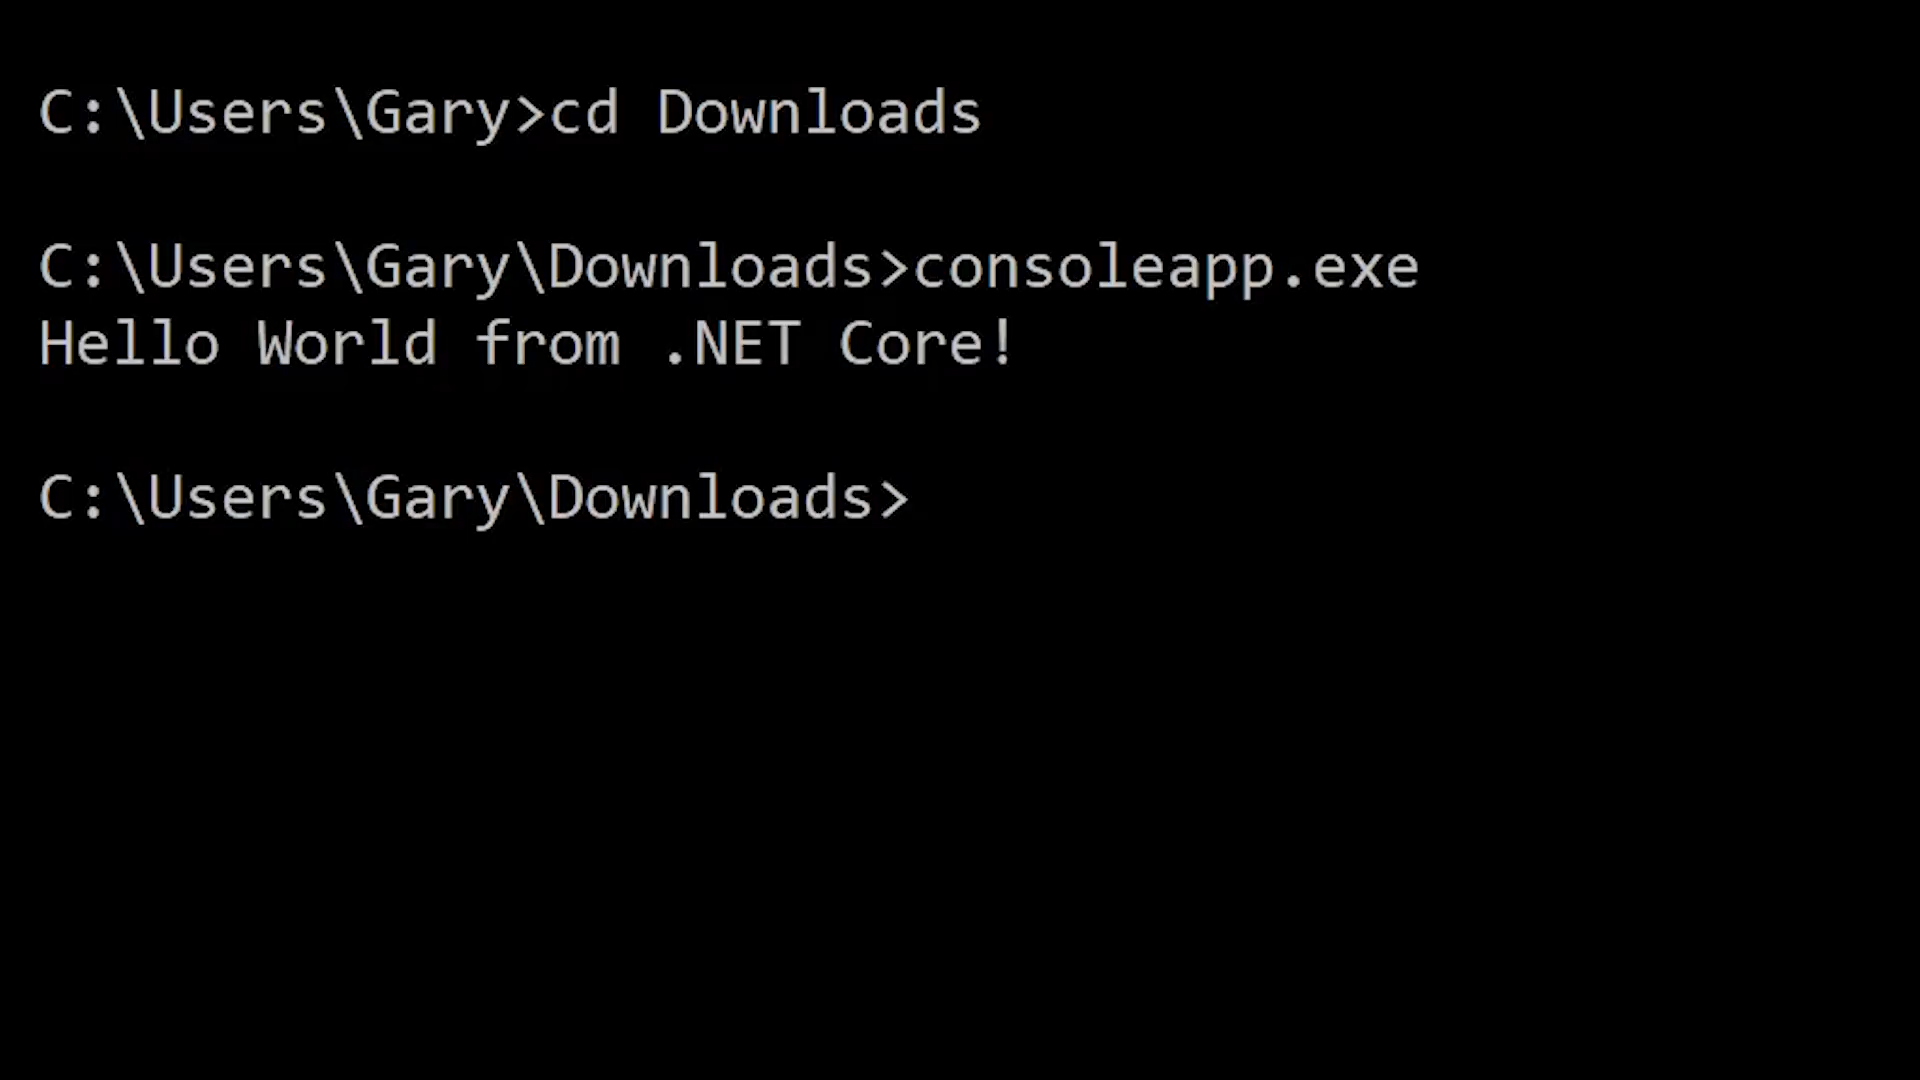 C:\Users\Gary>cd Downloads
C:\Users\Gary\Downloads>consoleapp.exe
Hello World from .NET Core!
C:\Users\Gary\Downloads>